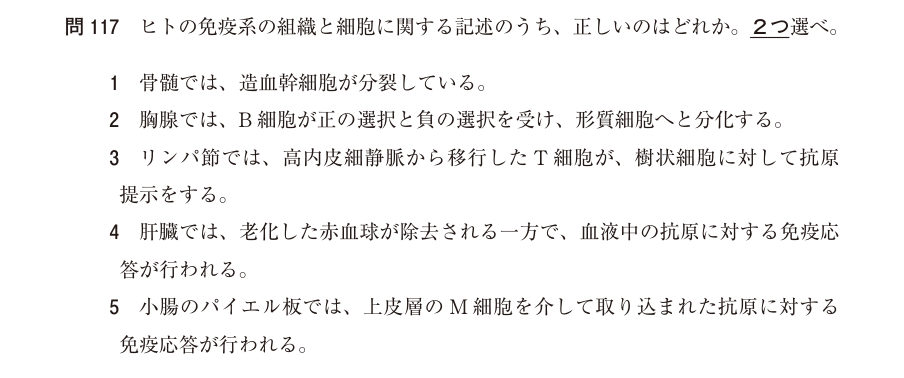 問117 ヒトの免疫系の組織と細胞に関する記述のうち、正しいのはどれか。２つ選べ。
1 骨髄では、造血幹細胞が分裂している。
2 胸腺では、B 細胞が正の選択と負の選択を受け、形質細胞へと分化する。
3 リンパ節では、高内皮細静脈から移行した T 細胞が、樹状細胞に対して抗原
提示をする。
4 肝臓では、老化した赤血球が除去される一方で、血液中の抗原に対する免疫応
答が行われる。
5 小腸のパイエル板では、上皮層の M 細胞を介して取り込まれた抗原に対する
免疫応答が行われる。